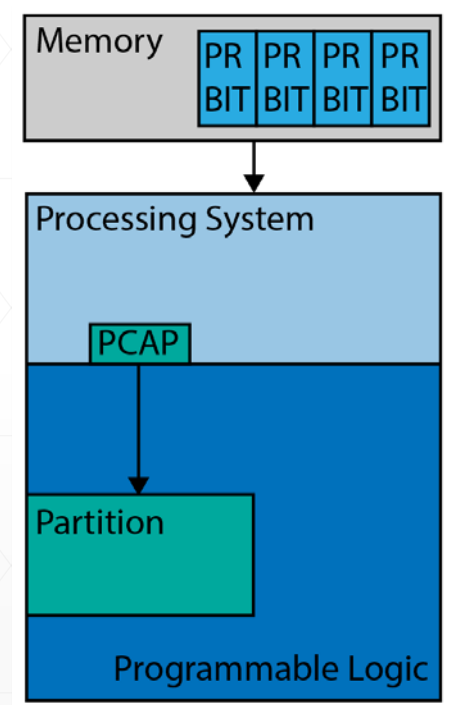 Memory
PR PR PR PR
BIT BIT BIT BIT
Processing System
PCAP
Partition
Programmable Logic